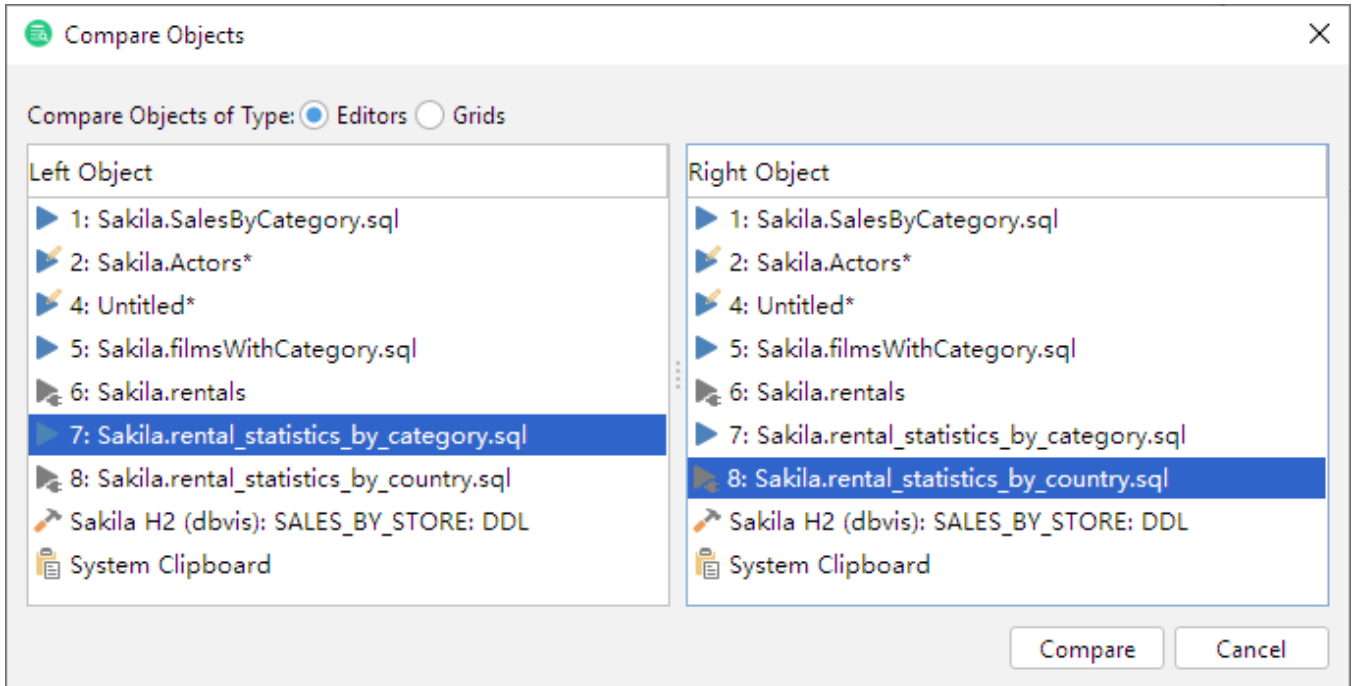 Compare Objects
Compare Objects of Type: Editors Grids
Left Object
1: Sakila.SalesByCategory.sql
2: Sakila.Actors*
4: Untitled*
5: Sakila.filmsWithCategory.sql
6: Sakila.rentals
7: Sakila.rental_statistics_by_category.sql
8: Sakila.rental_statistics_by_country.sql
Sakila H2 (dbvis): SALES_BY_STORE: DDL
System Clipboard
Right Object
1: Sakila.SalesByCategory.sql
2: Sakila.Actors*
4: Untitled*
5: Sakila.filmsWithCategory.sql
6: Sakila.rentals
7: Sakila.rental_statistics_by_category.sql
8: Sakila.rental_statistics_by_country.sql
Sakila H2 (dbvis): SALES_BY_STORE: DDL
System Clipboard
Compare Cancel